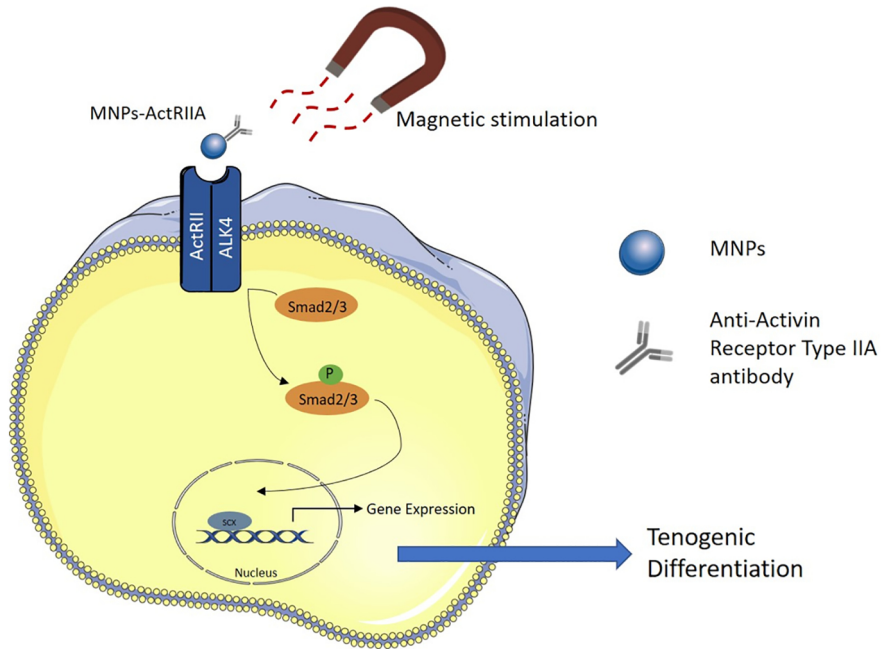 MNPs-ActRIIA
Magnetic stimulation
ActRII
ALK4
Smad2/3
P
Smad2/3
SCX
Gene Expression
Nucleus
MNPs
Anti-Activin
Receptor Type IIA
antibody
Tenogenic
Differentiation